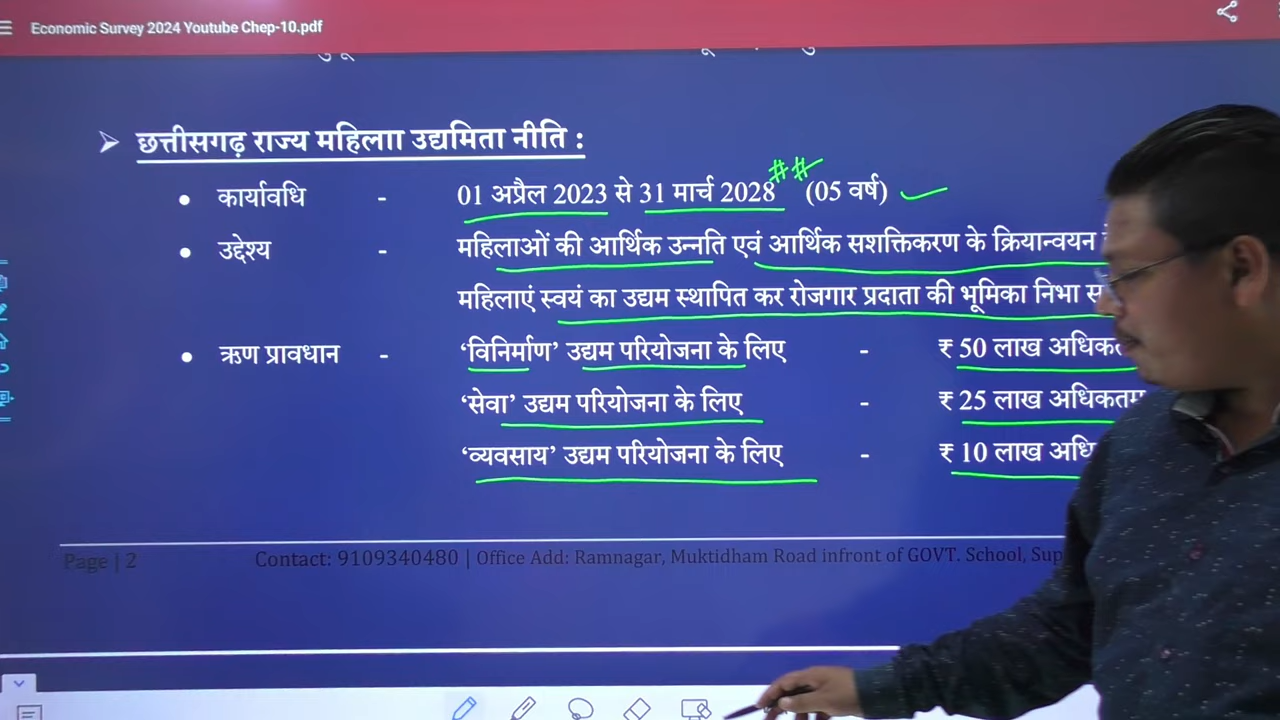 Economic Survey 2024 Youtube Chep-10.pdf
छत्तीसगढ़ राज्य महिलाा उद्यमिता नीति :
कार्यावधि - 01 अप्रैल 2023 से 31 मार्च 2028 ## (05 वर्ष)
उद्देश्य - महिलाओं की आर्थिक उन्नति एवं आर्थिक सशक्तिकरण के क्रियान्वयन
महिलाएं स्वयं का उद्यम स्थापित कर रोजगार प्रदाता की भूमिका निभा
ऋण प्रावधान - ‘विनिर्माण’ उद्यम परियोजना के लिए - ₹ 50 लाख
‘सेवा’ उद्यम परियोजना के लिए - ₹ 25 लाख अधिकतम
‘व्यवसाय’ उद्यम परियोजना के लिए - ₹ 10 लाख
Page | 2 Contact: 9109340480 | Office Add: Ramnagar, Muktidham Road infront of GOVT. School,